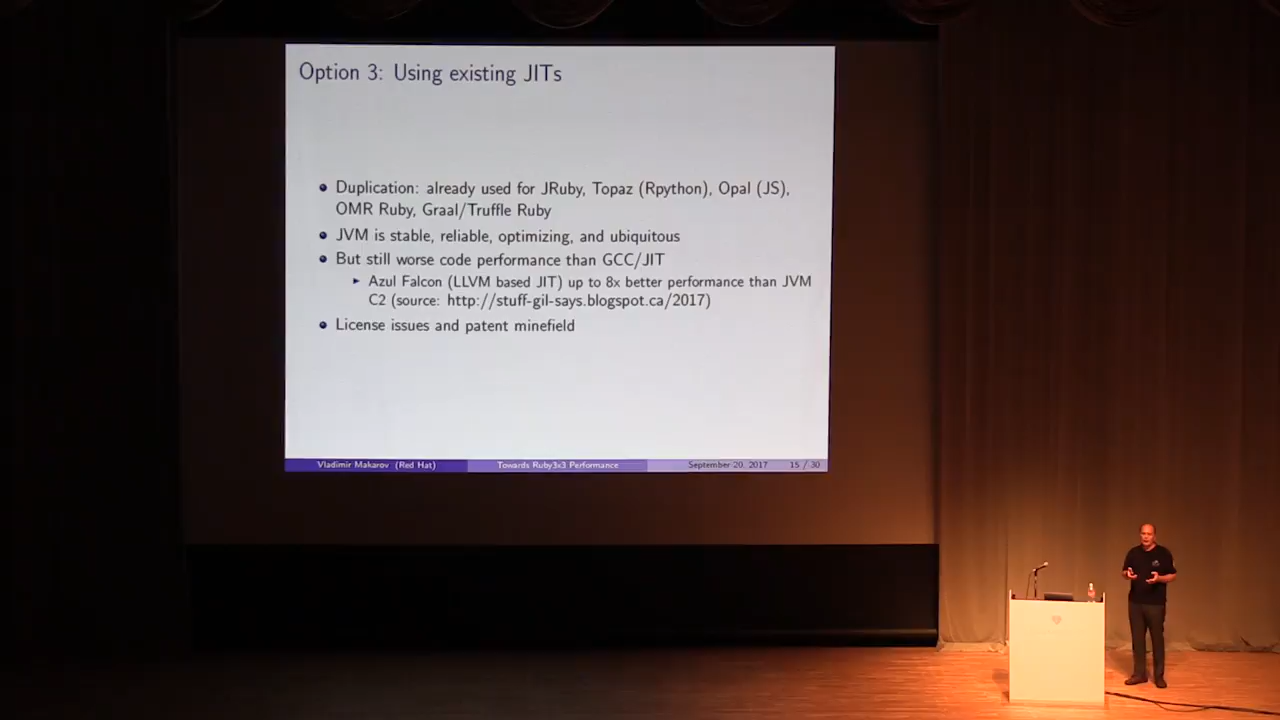 Option 3: Using existing JITs
Duplication: already used for JRuby, Topaz (Rpython), Opal (JS),
OMR Ruby, Graal/Truffle Ruby
JVM is stable, reliable, optimizing, and ubiquitous
But still worse code performance than GCC/JIT
Azul Falcon (LLVM based JIT) up to 8x better performance than JVM
C2 (source: http://stuff-gil-says.blogspot.ca/2017)
License issues and patent minefield
Vladimir Makarov (Red Hat) Towards Ruby3x3 Performance September 20, 2017 15 / 30